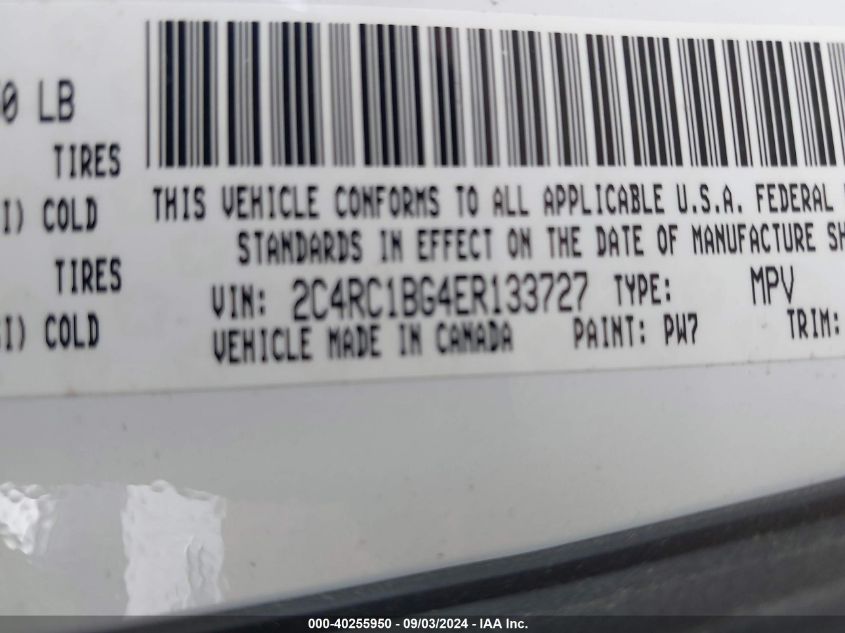 50 LB
TIRES
I) COLD
TIRES
I) COLD
THIS VEHICLE CONFORMS TO ALL APPLICABLE U.S.A. FEDERAL
STANDARDS IN EFFECT ON THE DATE OF MANUFACTURE SH
VIN: 2C4RC1BG4ER133727 TYPE: MPV
VEHICLE MADE IN CANADA PAINT: PW7 TRIM:
000-40255950 - 09/03/2024 - IAA Inc.